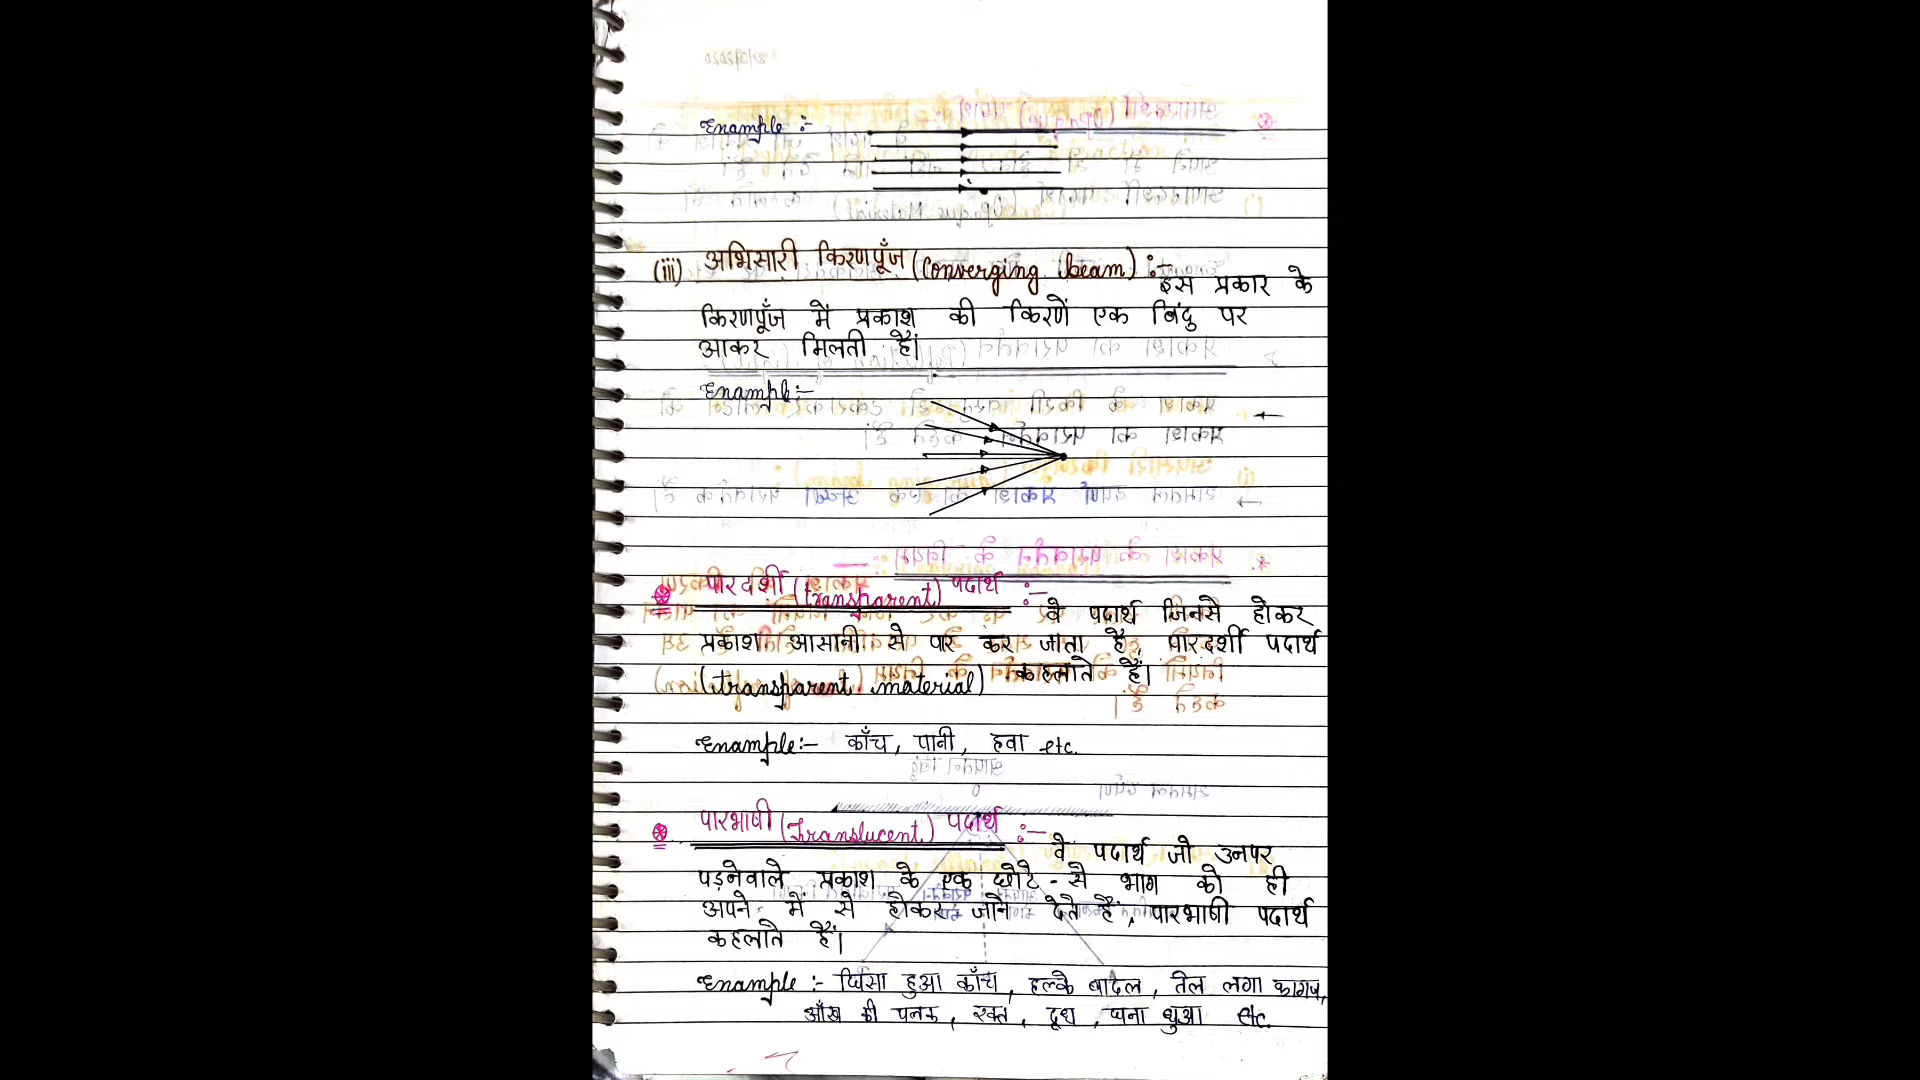 Example :-
(iii) अभिसारी किरणपूँज (Converging beam) :-
इस प्रकार के
किरणपूँज में प्रकाश की किरणें एक बिंदु पर
आकर मिलती हैं।
Example:-
पारदर्शी (transparent) पदार्थ :-
वे पदार्थ जिनसे होकर
प्रकाश आसानी से पार कर जाता है, पारदर्शी पदार्थ
(transparent material) कहलाते हैं।
Example:- काँच, पानी, हवा etc.
पारभाषी (Translucent) पदार्थ :-
वे पदार्थ जो उनपर
पड़नेवाले प्रकाश के एक छोटे-से भाग को ही
अपने में से होकर जाने देते हैं, पारभाषी पदार्थ
कहलाते हैं।
Example :- घिसा हुआ काँच, हल्के बादल, तेल लगा कागज,
आँख की पलक, रक्त, दूध, घना धुआ etc.